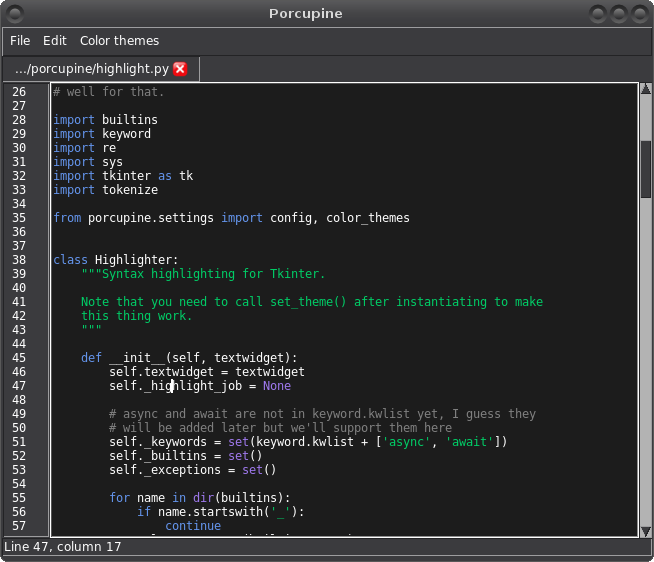 Porcupine
File Edit Color themes
.../porcupine/highlight.py
26 # well for that.
27
28 import builtins
29 import keyword
30 import re
31 import sys
32 import tkinter as tk
33 import tokenize
34
35 from porcupine.settings import config, color_themes
36
37
38 class Highlighter:
39     """Syntax highlighting for Tkinter.
40
41     Note that you need to call set_theme() after instantiating to make
42     this thing work.
43     """
44
45     def __init__(self, textwidget):
46         self.textwidget = textwidget
47         self._highlight_job = None
48
49         # async and await are not in keyword.kwlist yet, I guess they
50         # will be added later but we'll support them here
51         self._keywords = set(keyword.kwlist + ['async', 'await'])
52         self._builtins = set()
53         self._exceptions = set()
54
55         for name in dir(builtins):
56             if name.startswith('_'):
57                 continue
Line 47, column 17